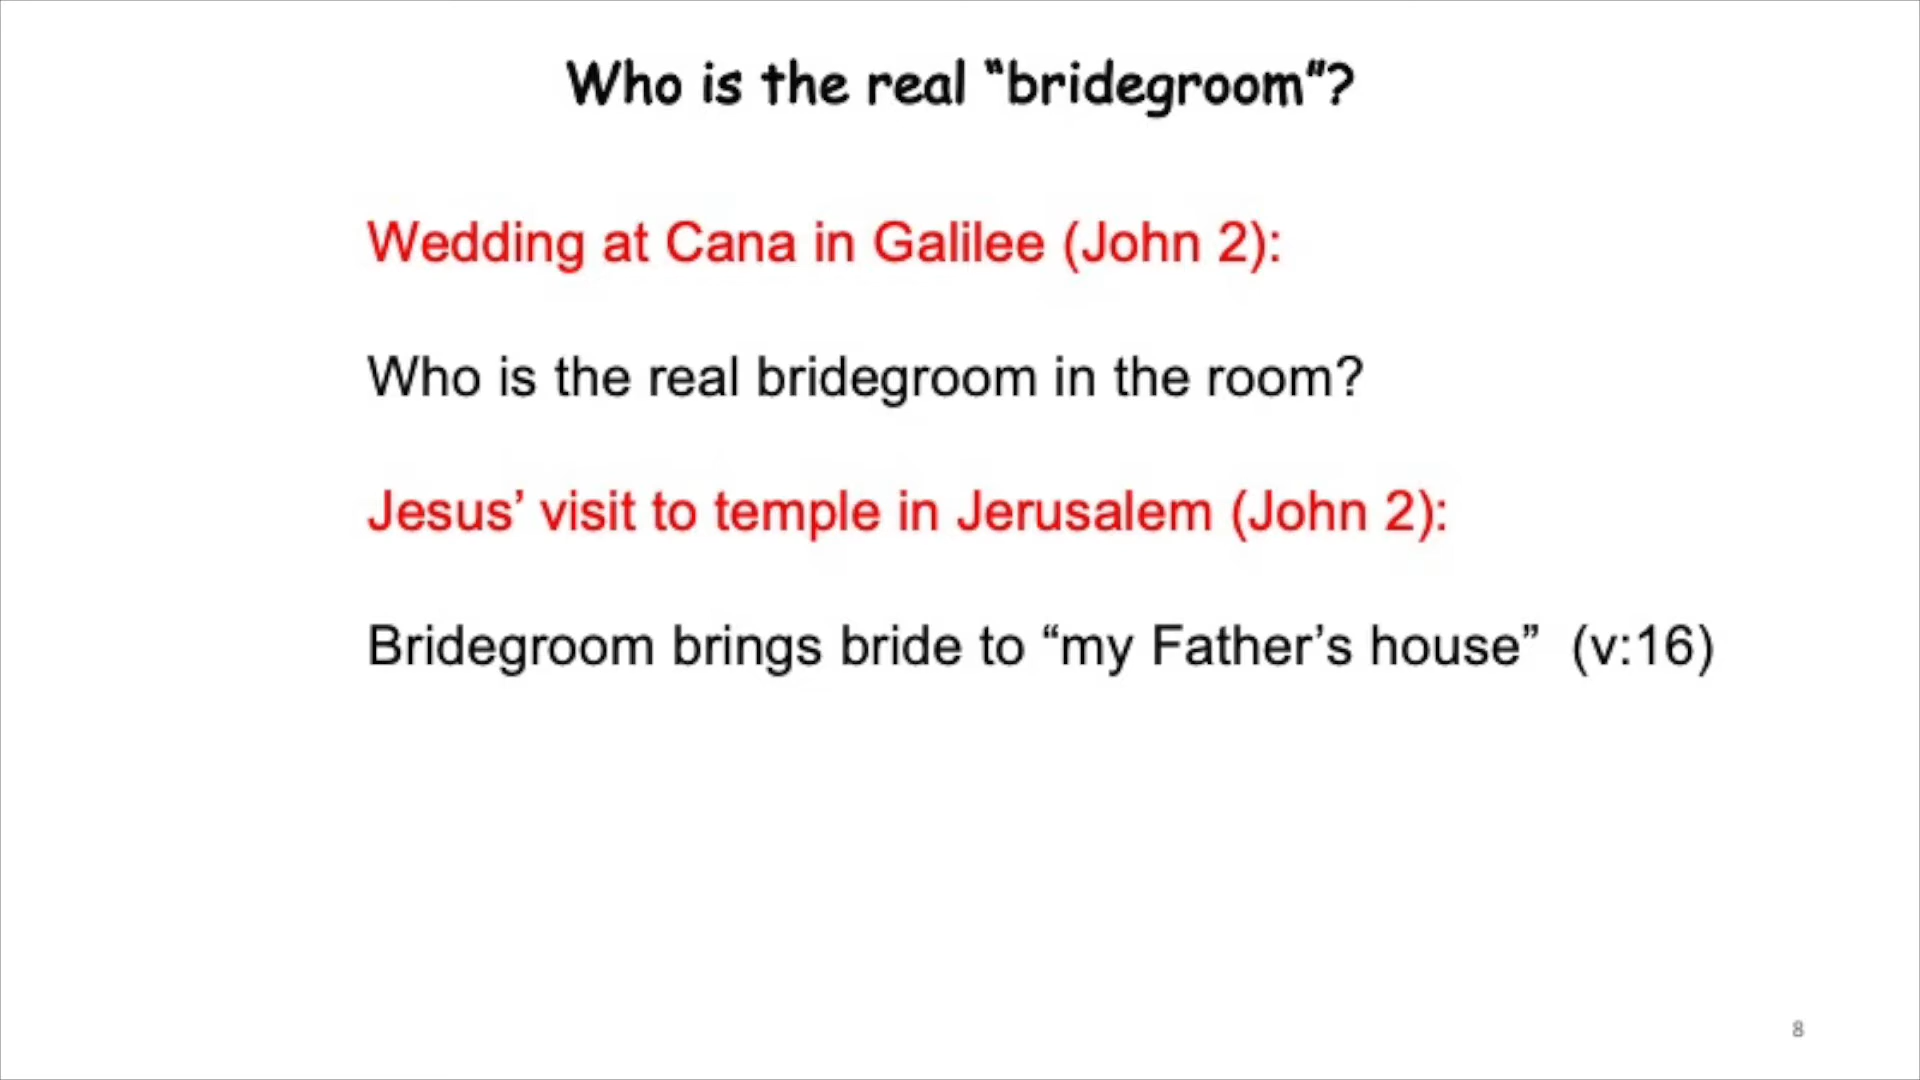 Who is the real “bridegroom”?
Wedding at Cana in Galilee (John 2):
Who is the real bridegroom in the room?
Jesus’ visit to temple in Jerusalem (John 2):
Bridegroom brings bride to “my Father’s house”  (v:16)
8